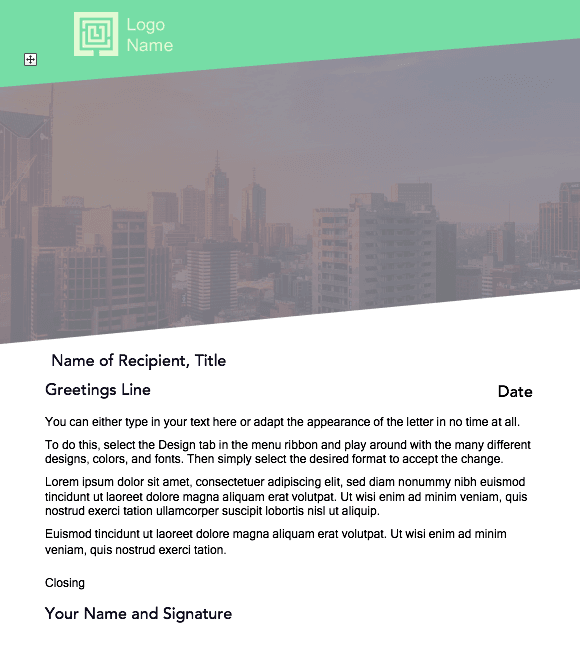 Logo
Name
Name of Recipient, Title
Greetings Line
Date
You can either type in your text here or adapt the appearance of the letter in no time at all.
To do this, select the Design tab in the menu ribbon and play around with the many different
designs, colors, and fonts. Then simply select the desired format to accept the change.
Lorem ipsum dolor sit amet, consectetuer adipiscing elit, sed diam nonummy nibh euismod
tincidunt ut laoreet dolore magna aliquam erat volutpat. Ut wisi enim ad minim veniam, quis
nostrud exerci tation ullamcorper suscipit lobortis nisl ut aliquip.
Euismod tincidunt ut laoreet dolore magna aliquam erat volutpat. Ut wisi enim ad minim
veniam, quis nostrud exerci tation.
Closing
Your Name and Signature